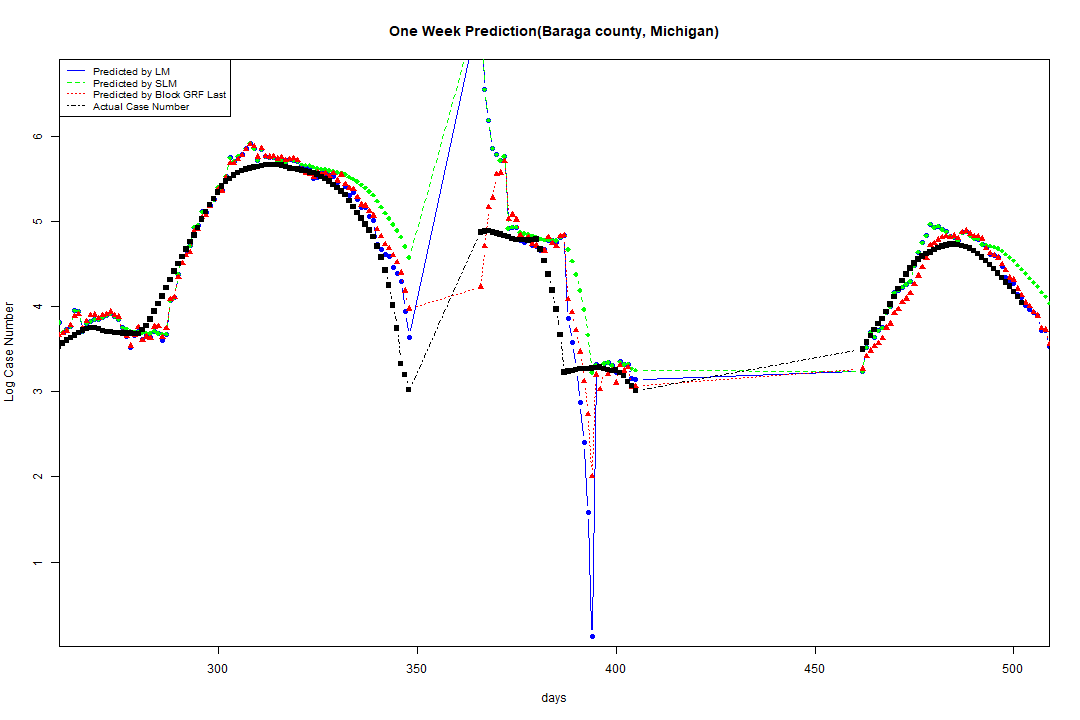 One Week Prediction(Baraga county, Michigan)
Predicted by LM
Predicted by SLM
Predicted by Block GRF Last
Actual Case Number
Log Case Number
6
5
4
3
2
1
300 350 400 450 500
days